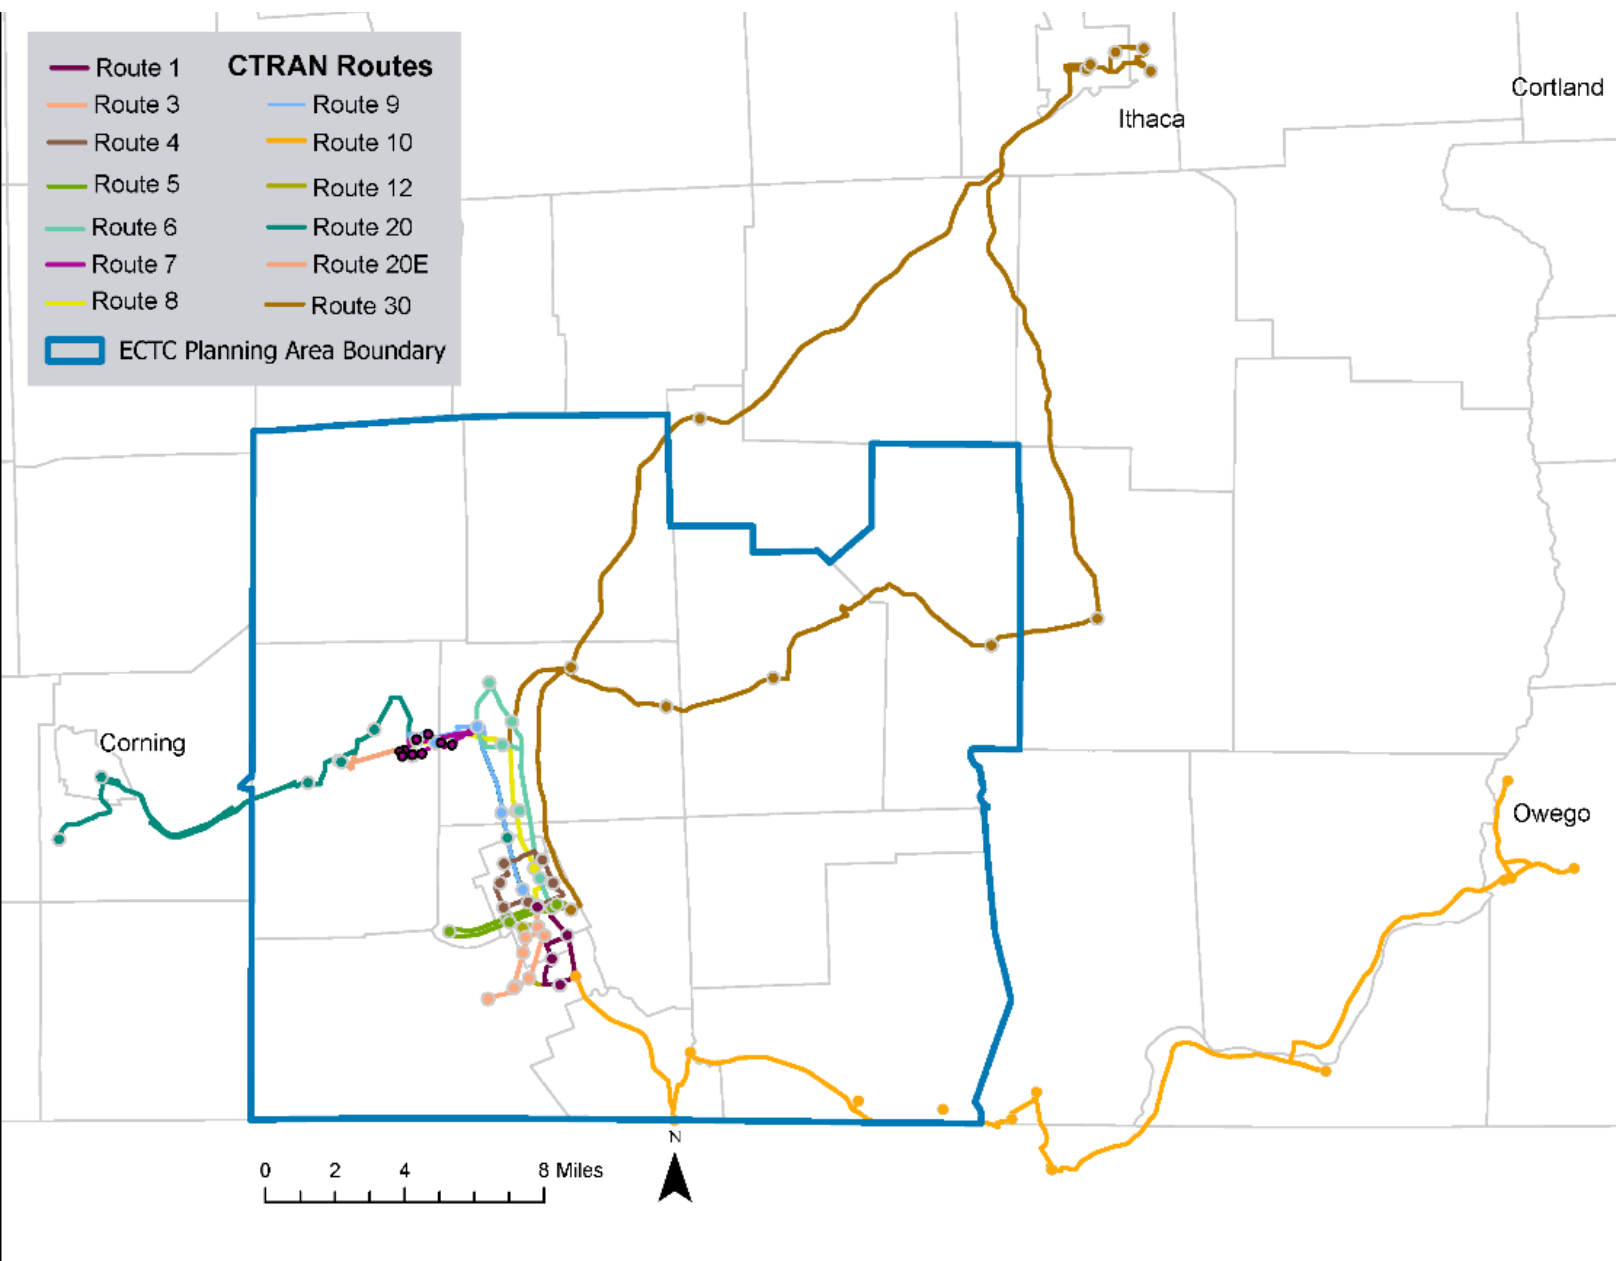 CTRAN Routes
Route 1
Route 3
Route 4
Route 5
Route 6
Route 7
Route 8
Route 9
Route 10
Route 12
Route 20
Route 20E
Route 30
ECTC Planning Area Boundary
Cortland
Ithaca
Corning
Owego
N
0 2 4 8 Miles